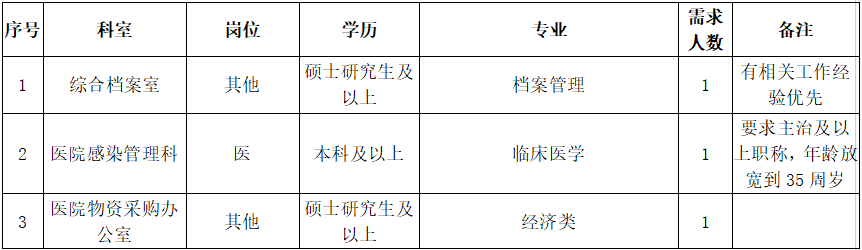 序号 科室 岗位 学历 专业 需求人数 备注
1 综合档案室 其他 硕士研究生及以上 档案管理 1 有相关工作经验优先
2 医院感染管理科 医 本科及以上 临床医学 1 要求主治及以上职称，年龄放宽到 35 周岁
3 医院物资采购办公室 其他 硕士研究生及以上 经济类 1